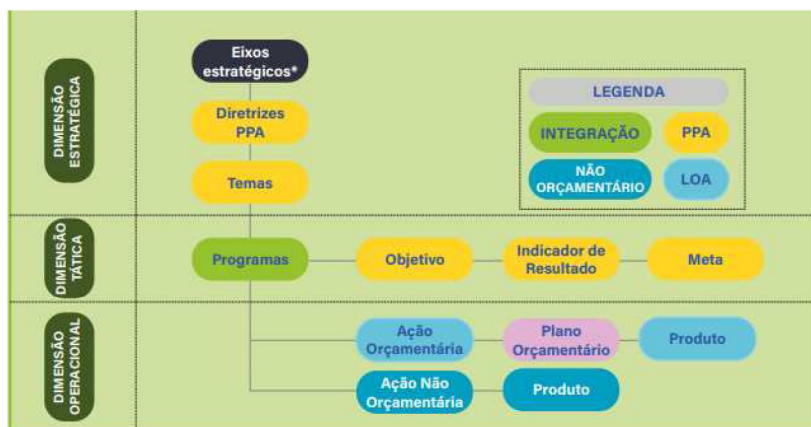 DIMENSÃO
ESTRATÉGICA
Eixos
estratégicos*
Diretrizes
PPA
Temas
LEGENDA
INTEGRAÇÃO
PPA
NÃO
ORÇAMENTÁRIO
LOA
DIMENSÃO
TÁTICA
Programas
Objetivo
Indicador de
Resultado
Meta
DIMENSÃO
OPERACIONAL
Ação
Orçamentária
Plano
Orçamentário
Produto
Ação Não
Orçamentária
Produto